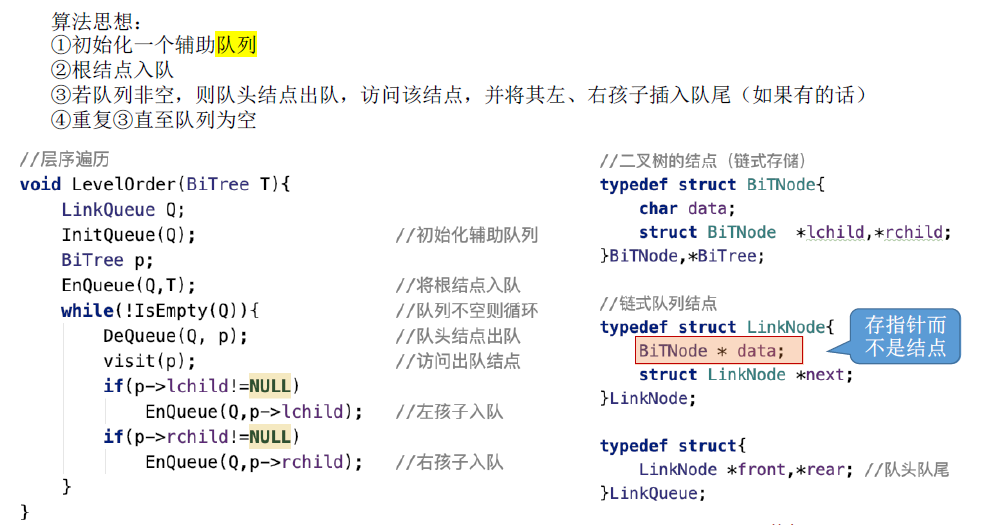 算法思想：
①初始化一个辅助队列
②根结点入队
③若队列非空，则队头结点出队，访问该结点，并将其左、右孩子插入队尾（如果有的话）
④重复③直至队列为空
//层序遍历
void LevelOrder(BiTree T){
    LinkQueue Q;
    InitQueue(Q);                   //初始化辅助队列
    BiTree p;
    EnQueue(Q,T);                   //将根结点入队
    while(!IsEmpty(Q)){             //队列不空则循环
        DeQueue(Q, p);              //队头结点出队
        visit(p);                   //访问出队结点
        if(p->lchild!=NULL)
            EnQueue(Q,p->lchild);   //左孩子入队
        if(p->rchild!=NULL)
            EnQueue(Q,p->rchild);   //右孩子入队
    }
}
//二叉树的结点（链式存储）
typedef struct BiTNode{
    char data;
    struct BiTNode  *lchild,*rchild;
}BiTNode,*BiTree;
//链式队列结点
typedef struct LinkNode{
    BiTNode * data;
    struct LinkNode *next;
}LinkNode;
存指针而
不是结点
typedef struct{
    LinkNode *front,*rear; //队头队尾
}LinkQueue;